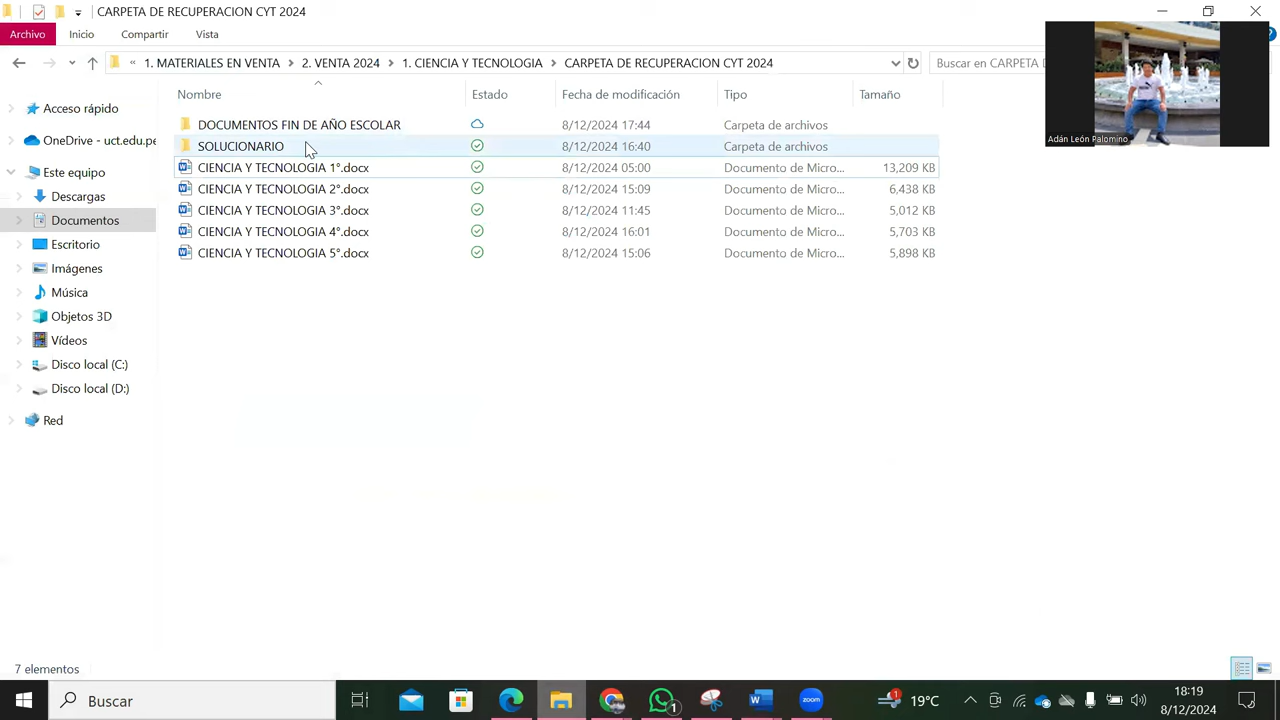 CARPETA DE RECUPERACION CYT 2024
Archivo Inicio Compartir Vista
« 1. MATERIALES EN VENTA > 2. VENTA 2024 > 1. CIENCIA Y TECNOLOGIA > CARPETA DE RECUPERACION CYT 2024
Buscar en CARPETA DE
Nombre Estado Fecha de modificación Tipo Tamaño
Acceso rápido
OneDrive - uct.edu.pe
Este equipo
Descargas
Documentos
Escritorio
Imágenes
Música
Objetos 3D
Vídeos
Disco local (C:)
Disco local (D:)
Red
DOCUMENTOS FIN DE AÑO ESCOLAR 8/12/2024 17:44 Carpeta de archivos
SOLUCIONARIO 8/12/2024 16:40 Carpeta de archivos
CIENCIA Y TECNOLOGIA 1°.docx 8/12/2024 05:00 Documento de Micro... 13,209 KB
CIENCIA Y TECNOLOGIA 2°.docx 8/12/2024 15:09 Documento de Micro... 6,438 KB
CIENCIA Y TECNOLOGIA 3°.docx 8/12/2024 11:45 Documento de Micro... 5,012 KB
CIENCIA Y TECNOLOGIA 4°.docx 8/12/2024 16:01 Documento de Micro... 5,703 KB
CIENCIA Y TECNOLOGIA 5°.docx 8/12/2024 15:06 Documento de Micro... 5,898 KB
Adán León Palomino
7 elementos
Buscar
1
19°C
18:19
8/12/2024